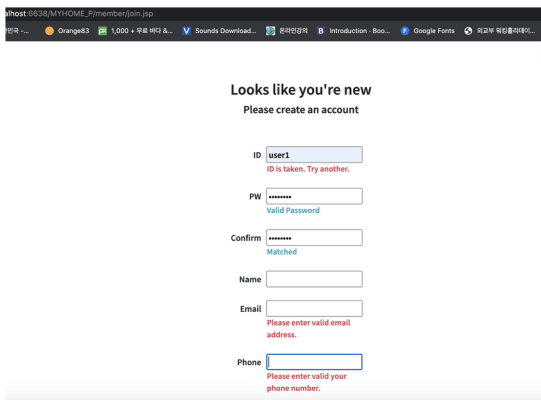 alhost:6638/MYHOME_P/member/join.jsp
Orange83 px 1,000 + 무료 바다 &... V Sounds Download... 온라인강의 B Introduction · Boo... F Google Fonts 외교부 워킹홀리데이...
Looks like you're new
Please create an account
ID user1
ID is taken. Try another.
PW ••••••••
Valid Password
Confirm ••••••••
Matched
Name
Email
Please enter valid email
address.
Phone
Please enter valid your
phone number.